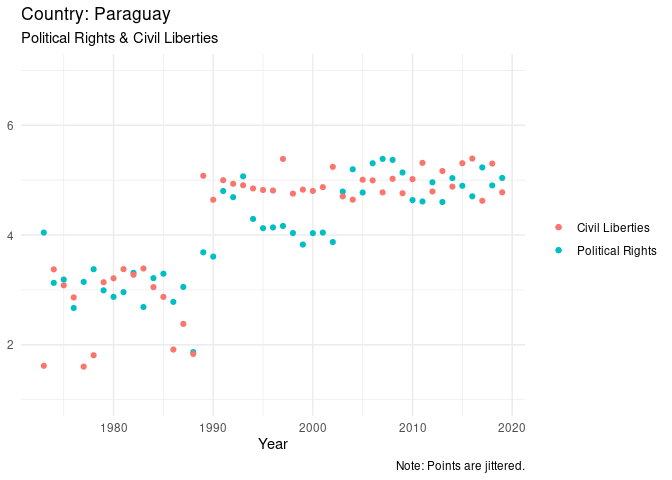 Country: Paraguay
Political Rights & Civil Liberties
6
4
2
1980 1990 2000 2010 2020
Year
Civil Liberties
Political Rights
Note: Points are jittered.